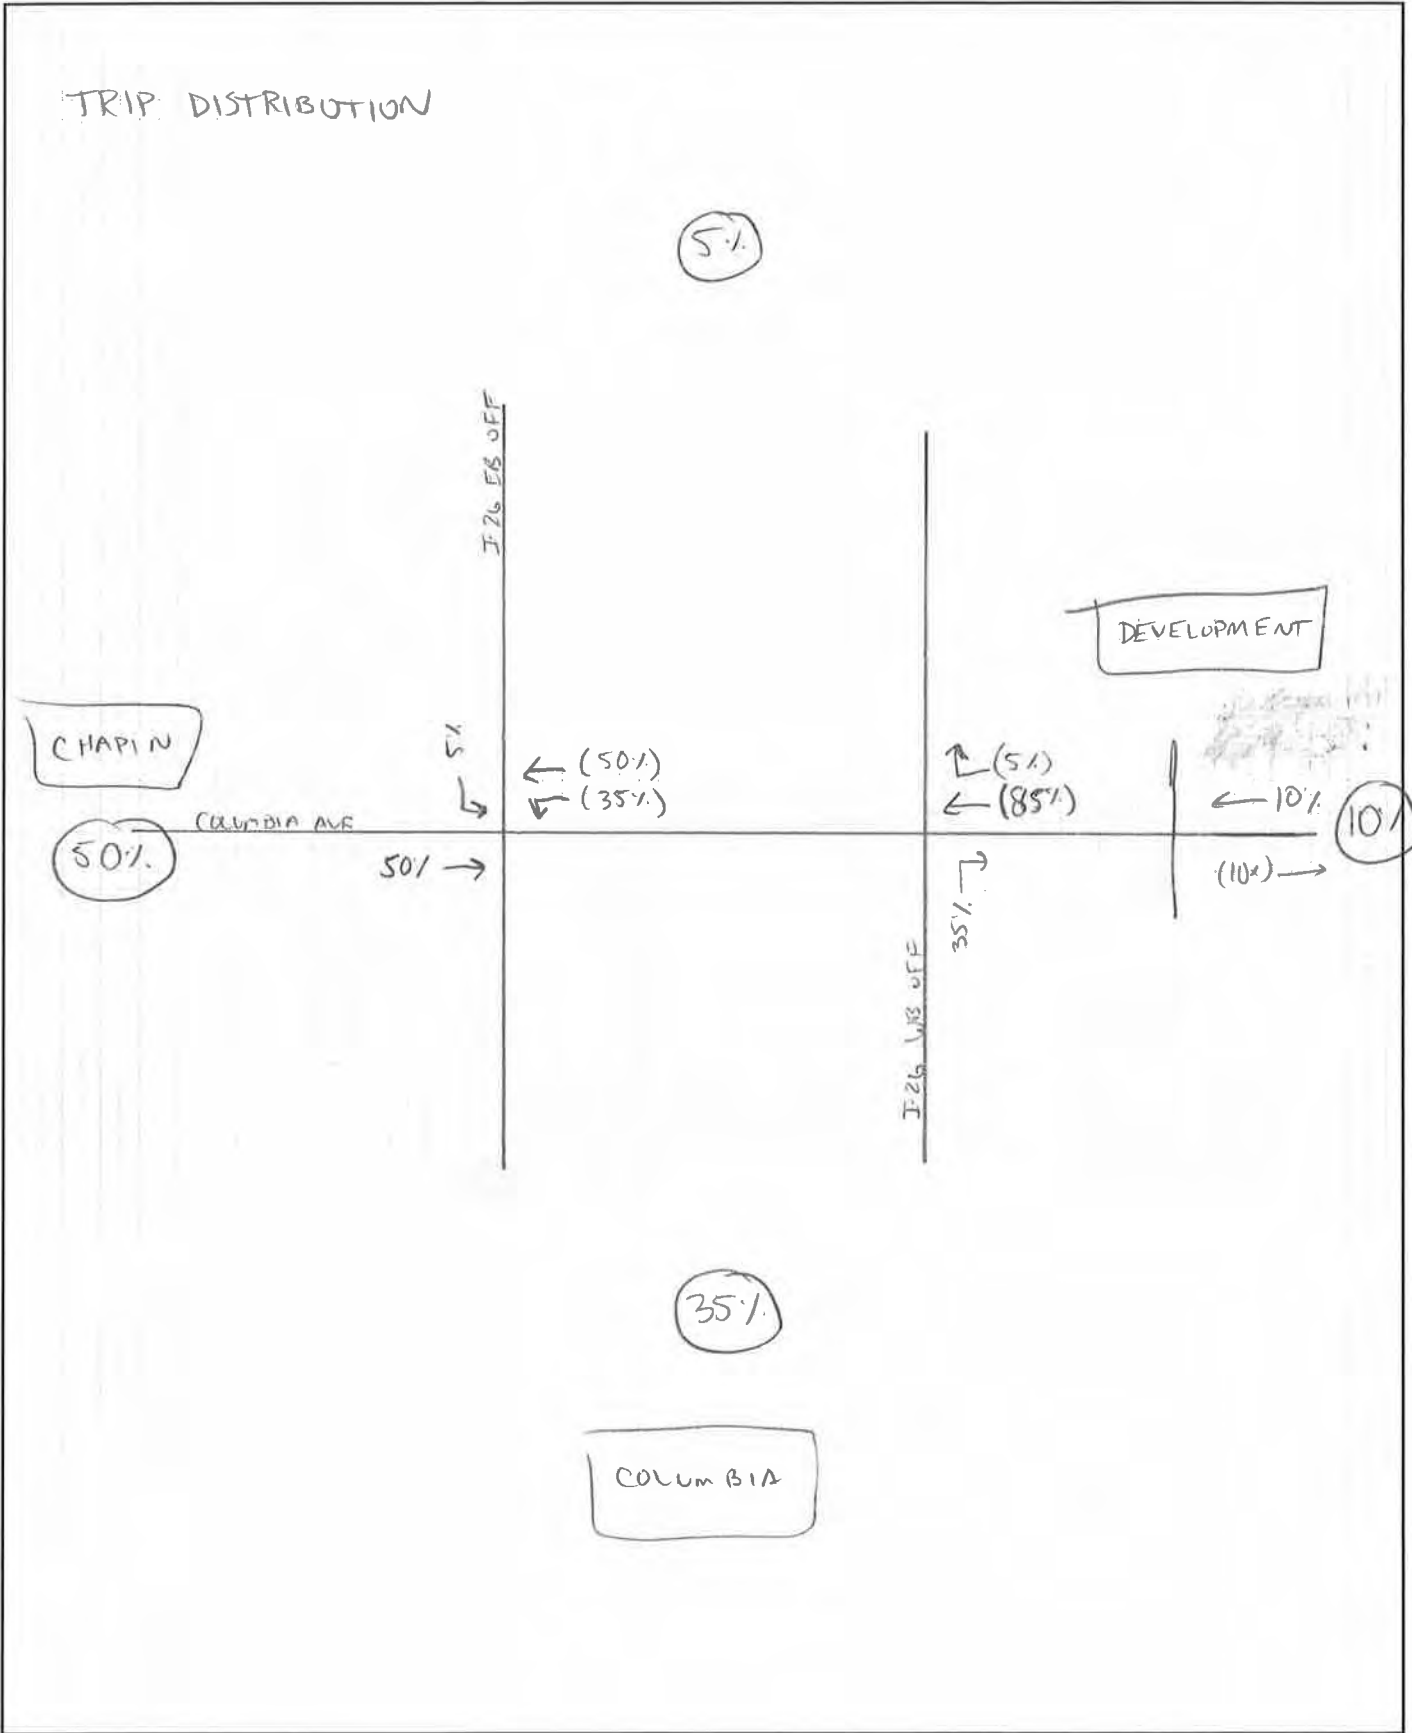 TRIP DISTRIBUTION
5%
I-26 EB OFF
DEVELOPMENT
CHAPIN
5%
← (50%)
(35%)
(5%)
← (85%)
← 10%
COLUMBIA AVE
50%
50% →
10%
(10%) →
35%
I-26 WB OFF
35%
COLUMBIA